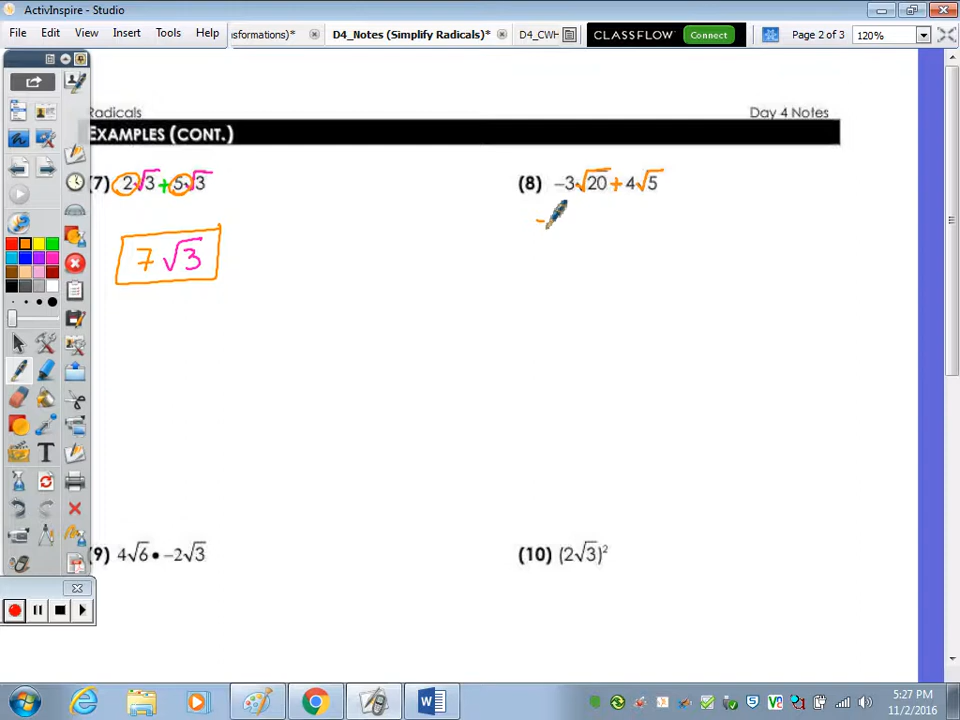 ActivInspire - Studio
File Edit View Insert Tools Help
sformations)* D4_Notes (Simplify Radicals)* D4_CWH
CLASSFLOW Connect
Page 2 of 3 120%
Radicals Day 4 Notes
EXAMPLES (CONT.)
(7) 2√3 + 5√3
(8) −3√20 + 4√5
-
7√3
(9) 4√6 • −2√3
(10) (2√3)²
5:27 PM
11/2/2016